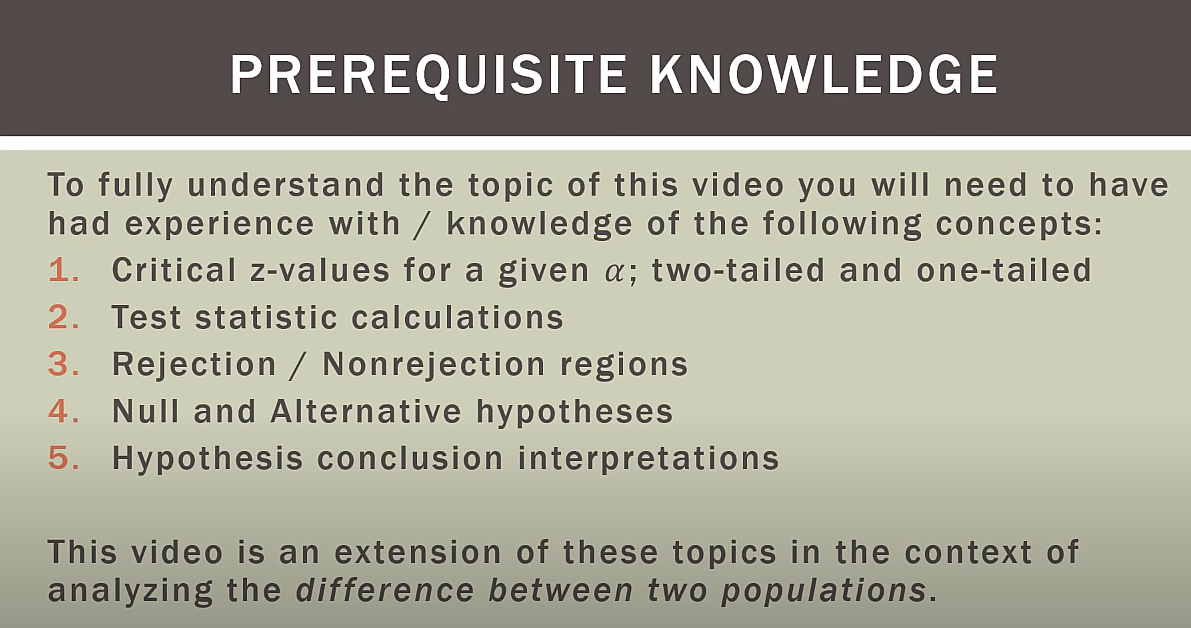 PREREQUISITE KNOWLEDGE
To fully understand the topic of this video you will need to have
had experience with / knowledge of the following concepts:
1. Critical z-values for a given α; two-tailed and one-tailed
2. Test statistic calculations
3. Rejection / Nonrejection regions
4. Null and Alternative hypotheses
5. Hypothesis conclusion interpretations
This video is an extension of these topics in the context of
analyzing the difference between two populations.